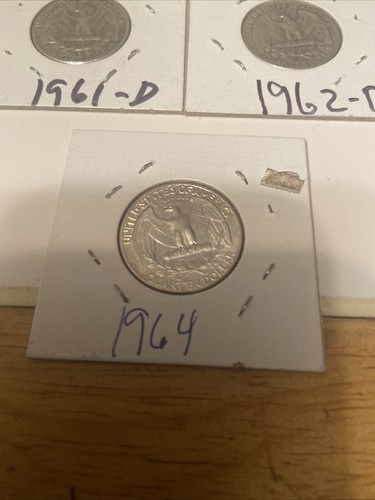 1961-D
1962-D
UNITED STATES OF AMERICA
QUARTER DOLLAR
1964